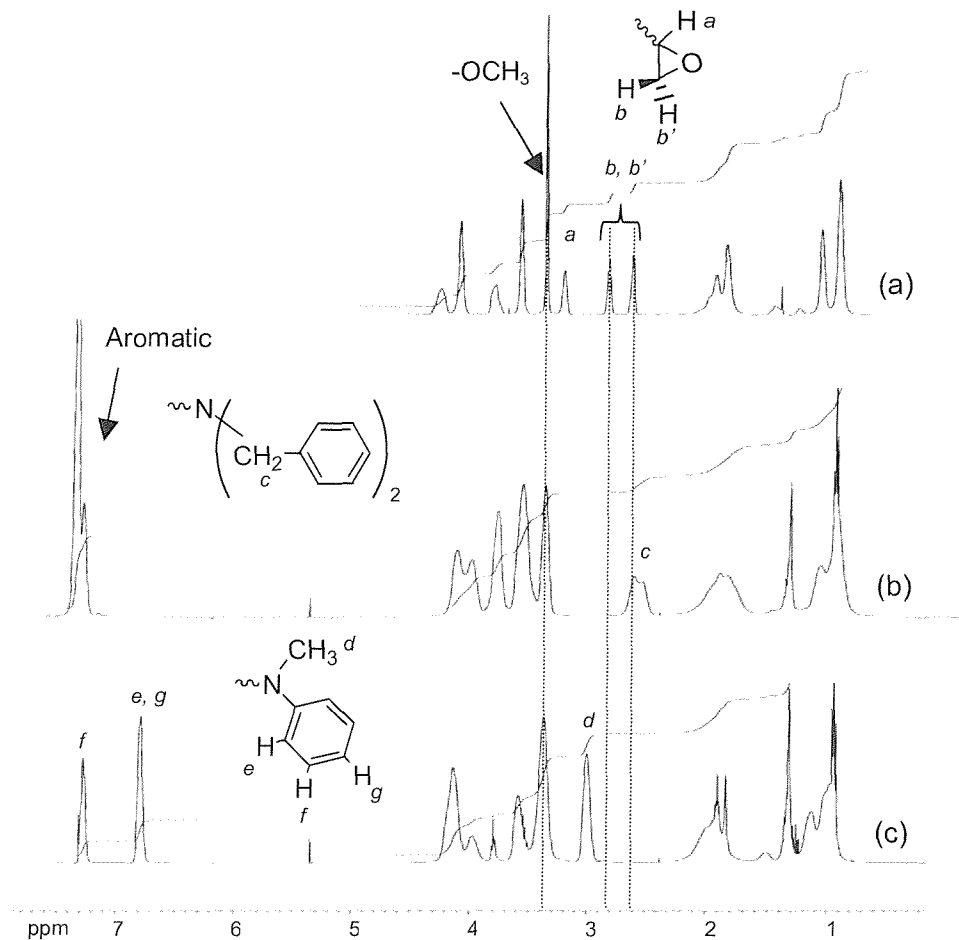 H a
-OCH3
O
H
b
H
b'
b, b'
a
(a)
Aromatic
N
CH2
c
2
c
(b)
CH3 d
N
e, g
f
H
e
H
f
H
g
d
(c)
ppm 7 6 5 4 3 2 1